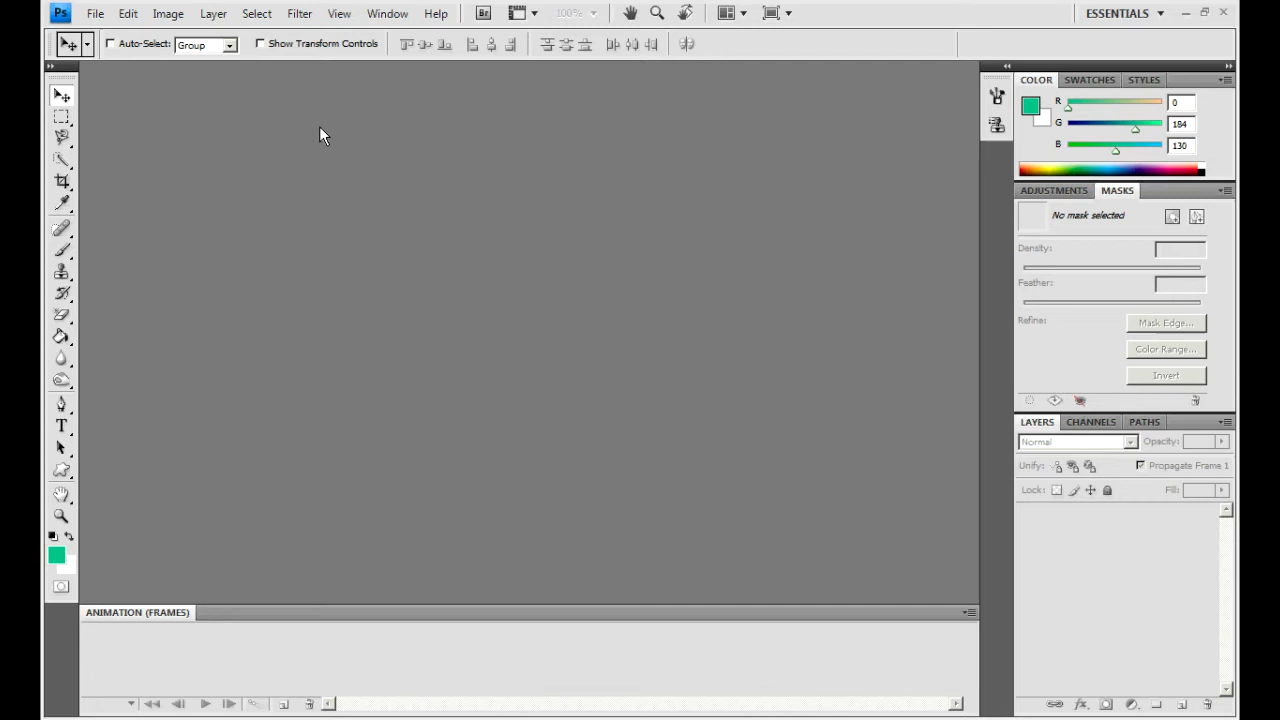 Ps File Edit Image Layer Select Filter View Window Help Br 100% ESSENTIALS
Auto-Select: Group Show Transform Controls
COLOR SWATCHES STYLES
R 0
G 184
B 130
ADJUSTMENTS MASKS
No mask selected
Density:
Feather:
Refine: Mask Edge...
Color Range...
Invert
LAYERS CHANNELS PATHS
Normal Opacity:
Unify: Propagate Frame 1
Lock: Fill:
T
ANIMATION (FRAMES)